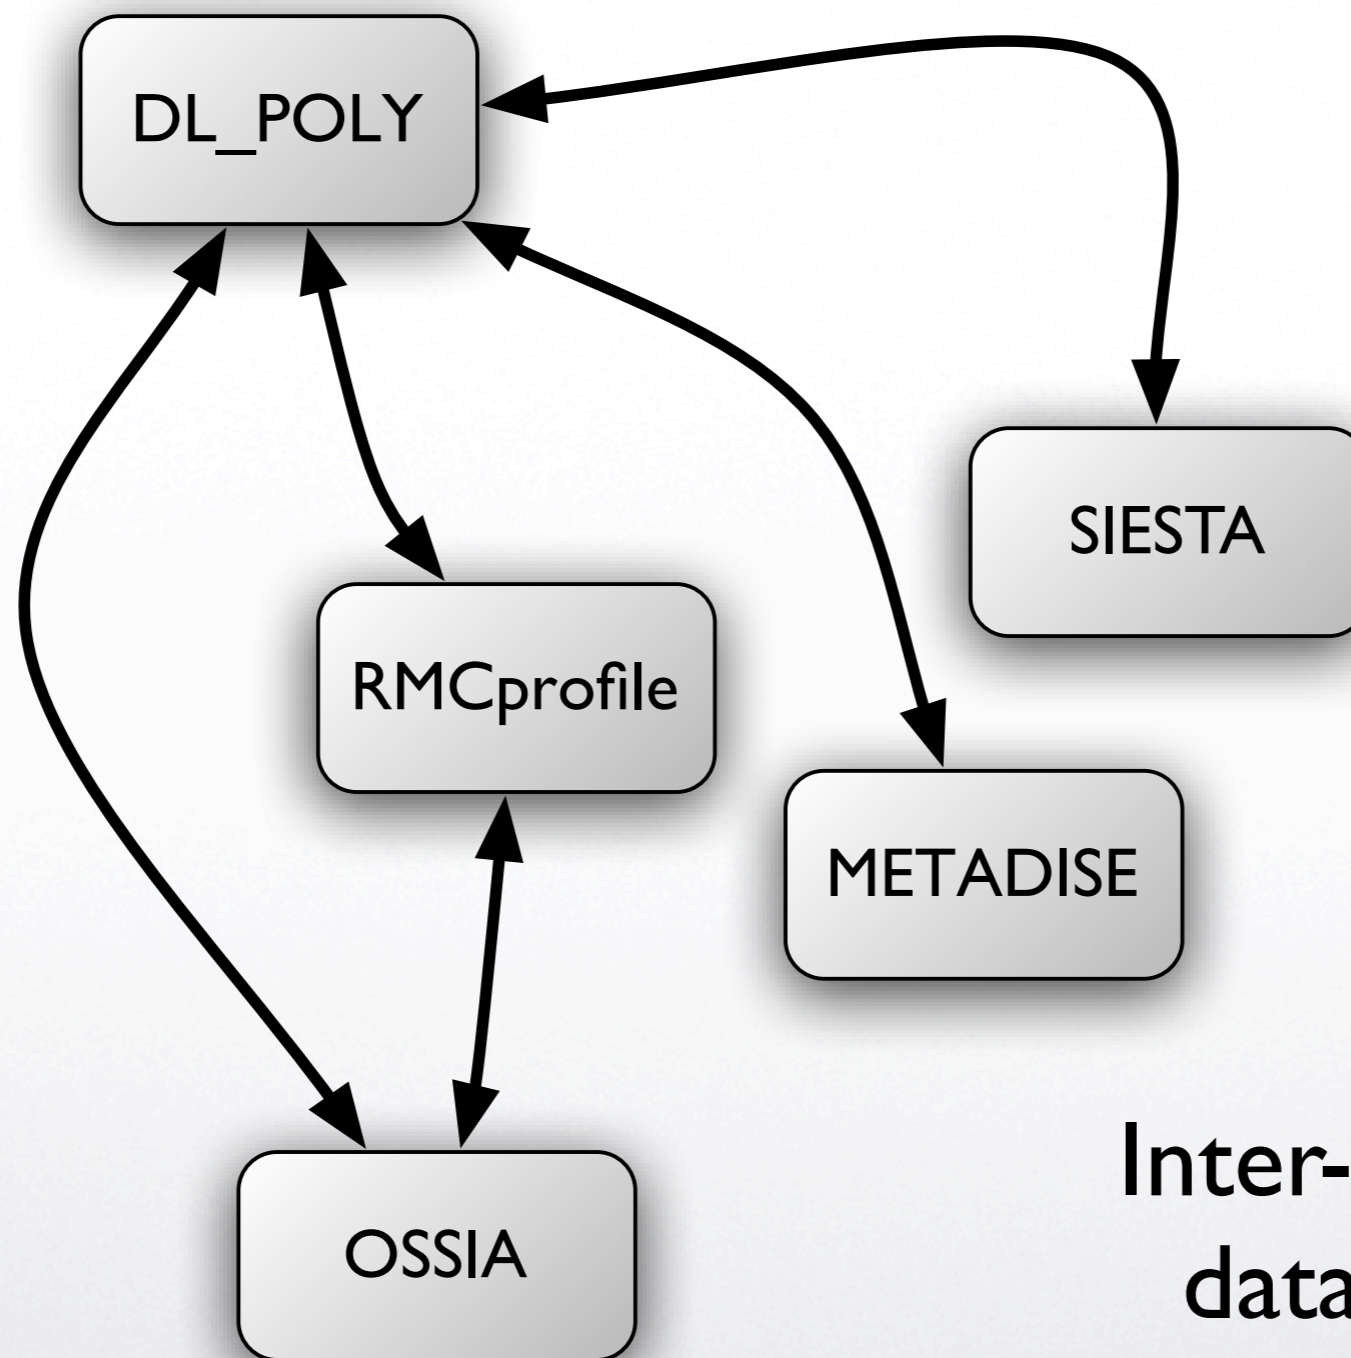 DL_POLY
SIESTA
RMCprofile
METADISE
OSSIA
Inter-
data